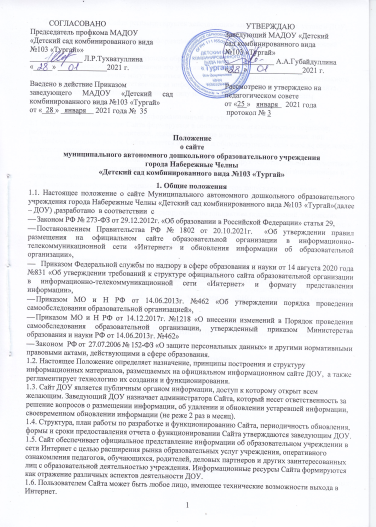 СОГЛАСОВАНО
Председатель профкома МАДОУ
«Детский сад комбинированного вида
№103 «Тургай»»
Л.Р.Тухватуллина
« 28 » 01 2021 г.
УТВЕРЖДАЮ
Заведующий МАДОУ «Детский
сад комбинированного вида
№103 «Тургай»
А.А.Губайдуллина
« 28 » 01 2021 г.
Введено в действие Приказом
заведующего МАДОУ «Детский сад
комбинированного вида №103 «Тургай»
от « 28 » января 2021 года № 35
Рассмотрено и утверждено на
педагогическом совете
от «25 » января 2021 года
протокол № 3
Положение
о сайте
муниципального автономного дошкольного образовательного учреждения
города Набережные Челны
«Детский сад комбинированного вида №103 «Тургай»
1. Общие положения
1.1. Настоящее положение о сайте Муниципального автономного дошкольного образовательного
учреждения города Набережные Челны «Детский сад комбинированного вида №103 «Тургай»(далее
– ДОУ) ,разработано в соответствии с
— Законом РФ № 273-ФЗ от 29.12.2012г. «Об образовании в Российской Федерации» статья 29,
—Постановлением Правительства РФ № 1802 от 20.10.2021г. «Об утверждении правил
размещения на официальном сайте образовательной организации в информационно-
телекоммуникационной сети «Интернет» и обновления информации об образовательной
организации»,
— Приказом Федеральной службы по надзору в сфере образования и науки от 14 августа 2020 года
№831 «Об утверждении требований к структуре официального сайта образовательной организации
в информационно-телекоммуникационной сети «Интернет» и формату представления
информации»,
—Приказом МО и Н РФ от 14.06.2013г. №462 «Об утверждении порядка проведения
самообследования образовательной организацией»,
—Приказом МО и Н РФ от 14.12.2017г. №1218 «О внесении изменений в Порядок проведения
самообследования образовательной организации, утвержденный приказом Министерства
образования и науки РФ от 14.06.2013г. №462»
—Законом РФ от 27.07.2006 № 152-ФЗ «О защите персональных данных» и другими нормативными
правовыми актами, действующими в сфере образования.
1.2. Настоящее Положение определяет назначение, принципы построения и структуру
информационных материалов, размещаемых на официальном информационном сайте ДОУ, а также
регламентирует технологию их создания и функционирования.
1.3. Сайт ДОУ является публичным органом информации, доступ к которому открыт всем
желающим. Заведующий ДОУ назначает администратора Сайта, который несет ответственность за
решение вопросов о размещении информации, об удалении и обновлении устаревшей информации,
своевременном обновлении информации (не реже 2 раз в месяц).
1.4. Структура, план работы по разработке и функционированию Сайта, периодичность обновления,
формы и сроки предоставления отчета о функционировании Сайта утверждаются заведующим ДОУ.
1.5. Сайт обеспечивает официальное представление информации об образовательном учреждении в
сети Интернет с целью расширения рынка образовательных услуг учреждения, оперативного
ознакомления педагогов, обучающихся, родителей, деловых партнеров и других заинтересованных
лиц с образовательной деятельностью учреждения. Информационные ресурсы Сайта формируются
как отражение различных аспектов деятельности ДОУ.
1.6. Пользователем Сайта может быть любое лицо, имеющее технические возможности выхода в
Интернет.
1